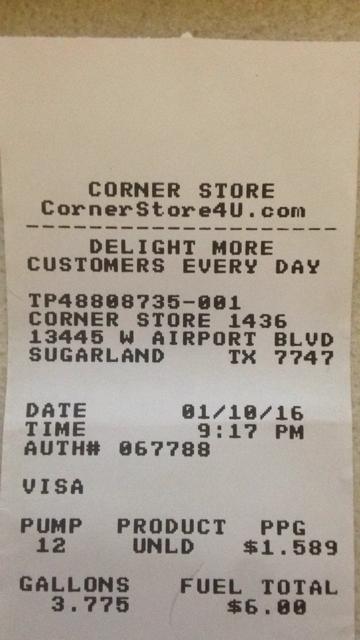 CORNER STORE
CornerStore4U.com
DELIGHT MORE
CUSTOMERS EVERY DAY
TP48808735-001
CORNER STORE 1436
13445 W AIRPORT BLVD
SUGARLAND TX 7747
DATE 01/10/16
TIME 9:17 PM
AUTH# 067788
VISA
PUMP PRODUCT PPG
12 UNLD $1.589
GALLONS FUEL TOTAL
3.775 $6.00